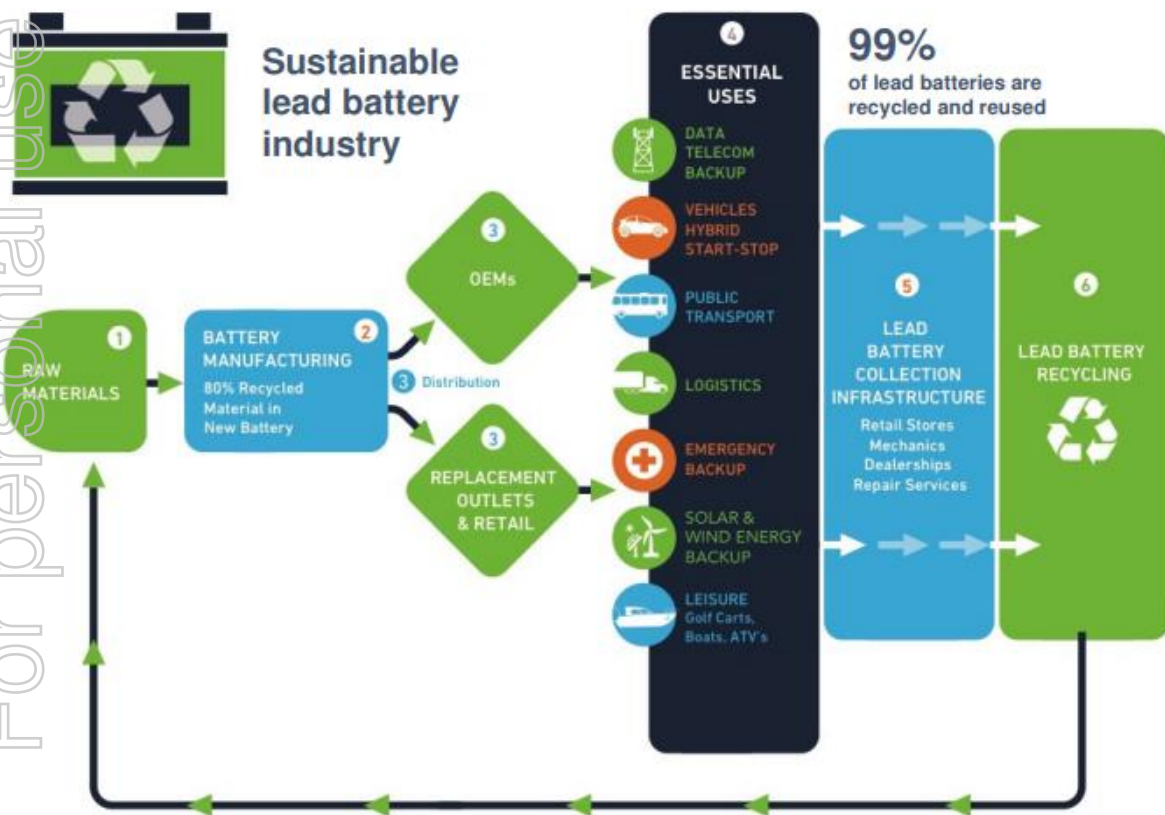 For personal use
Sustainable
lead battery
industry
1
RAW
MATERIALS
2
BATTERY
MANUFACTURING
80% Recycled
Material in
New Battery
3 Distribution
3
OEMs
3
REPLACEMENT
OUTLETS
& RETAIL
4
ESSENTIAL
USES
DATA
TELECOM
BACKUP
VEHICLES
HYBRID
START-STOP
PUBLIC
TRANSPORT
LOGISTICS
EMERGENCY
BACKUP
SOLAR &
WIND ENERGY
BACKUP
LEISURE
Golf Carts,
Boats, ATV's
99%
of lead batteries are
recycled and reused
5
LEAD
BATTERY
COLLECTION
INFRASTRUCTURE
Retail Stores
Mechanics
Dealerships
Repair Services
6
LEAD BATTERY
RECYCLING